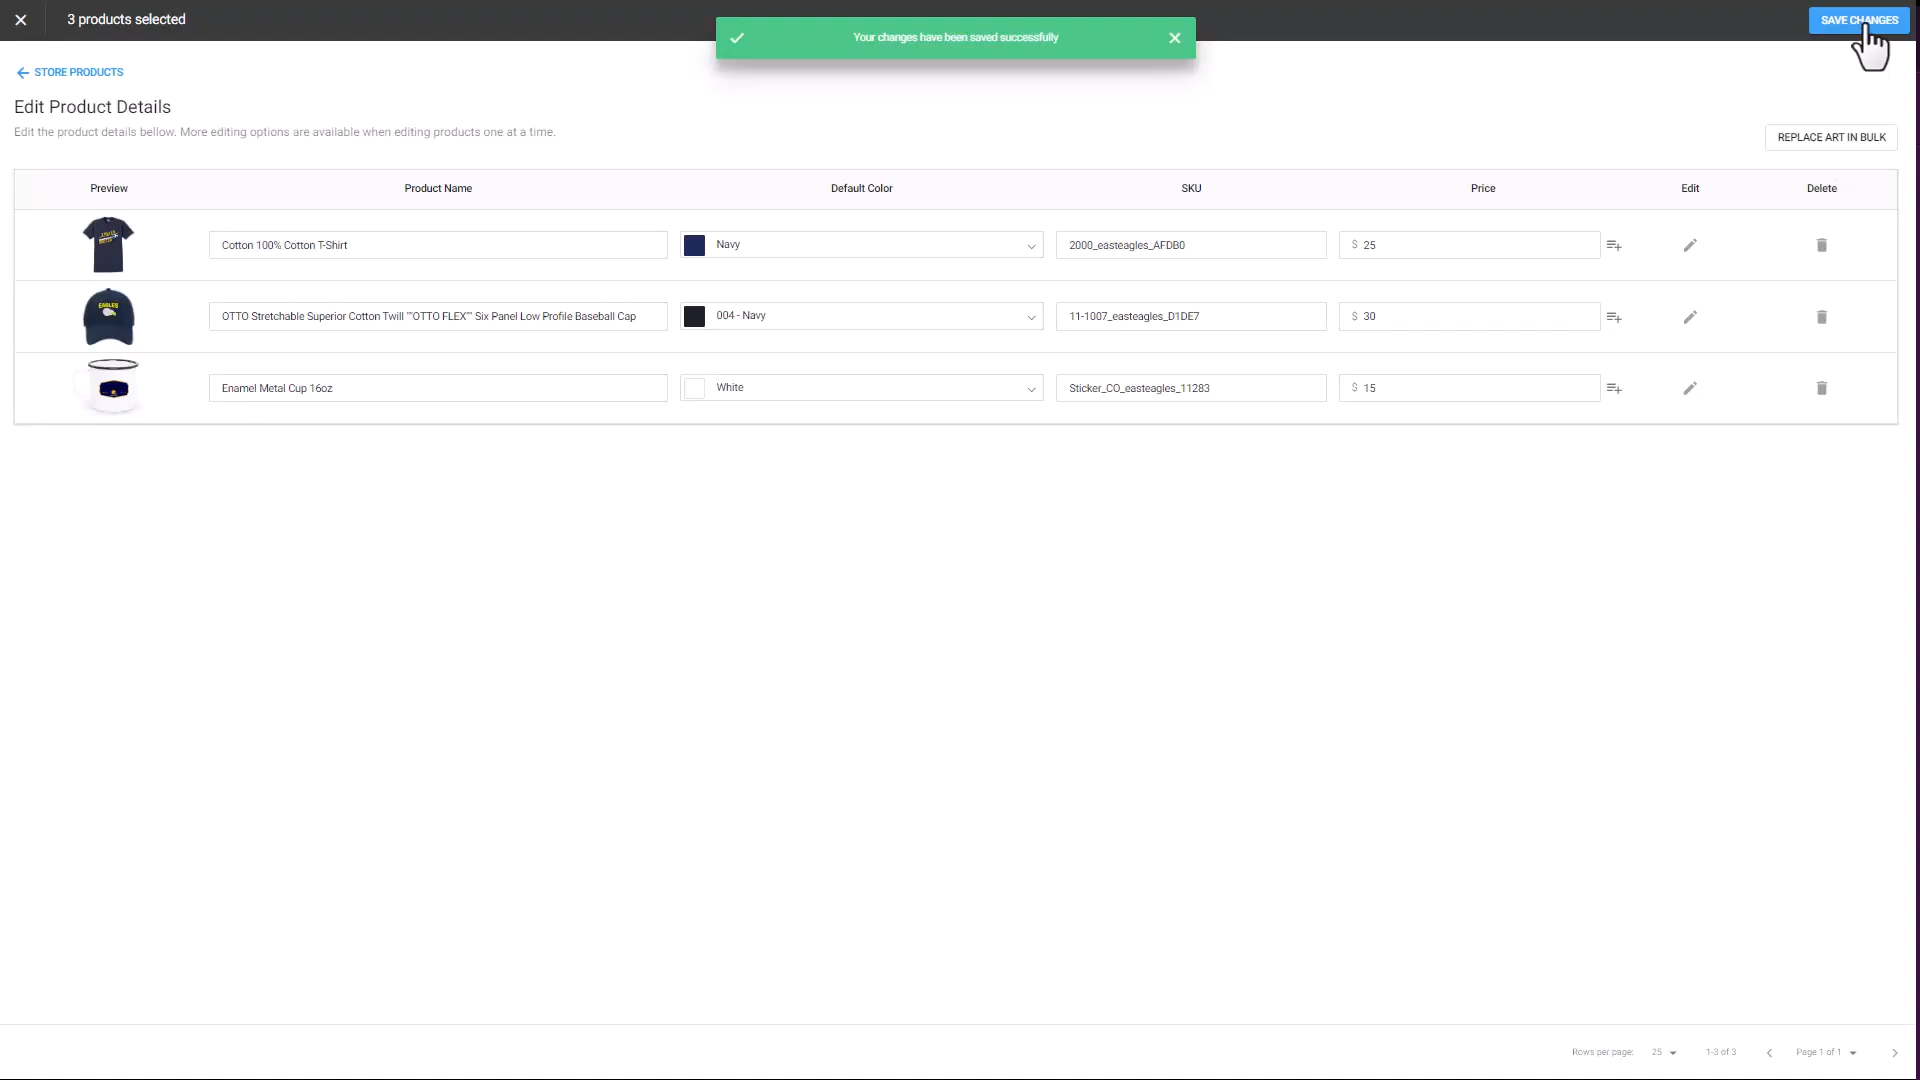 3 products selected
Your changes have been saved successfully
SAVE CHANGES
STORE PRODUCTS
Edit Product Details
Edit the product details bellow. More editing options are available when editing products one at a time.
REPLACE ART IN BULK
Preview Product Name Default Color SKU Price Edit Delete
Cotton 100% Cotton T-Shirt Navy 2000_easteagles_AFDB0 $ 25
EAGLES
OTTO Stretchable Superior Cotton Twill ""OTTO FLEX"" Six Panel Low Profile Baseball Cap 004 - Navy 11-1007_easteagles_D1DE7 $ 30
Enamel Metal Cup 16oz White Sticker_CO_easteagles_11283 $ 15
Rows per page: 25 1-3 of 3 Page 1 of 1